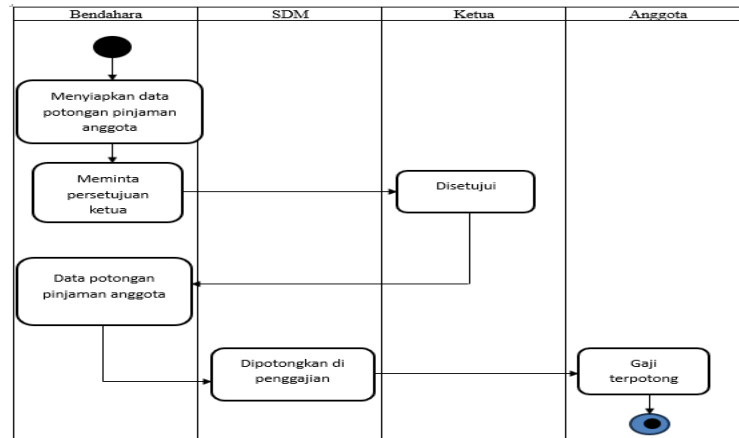 Bendahara
SDM
Ketua
Anggota
Menyiapkan data
potongan pinjaman
anggota
Meminta
persetujuan
ketua
Disetujui
Data potongan
pinjaman anggota
Dipotongkan di
penggajian
Gaji
terpotong